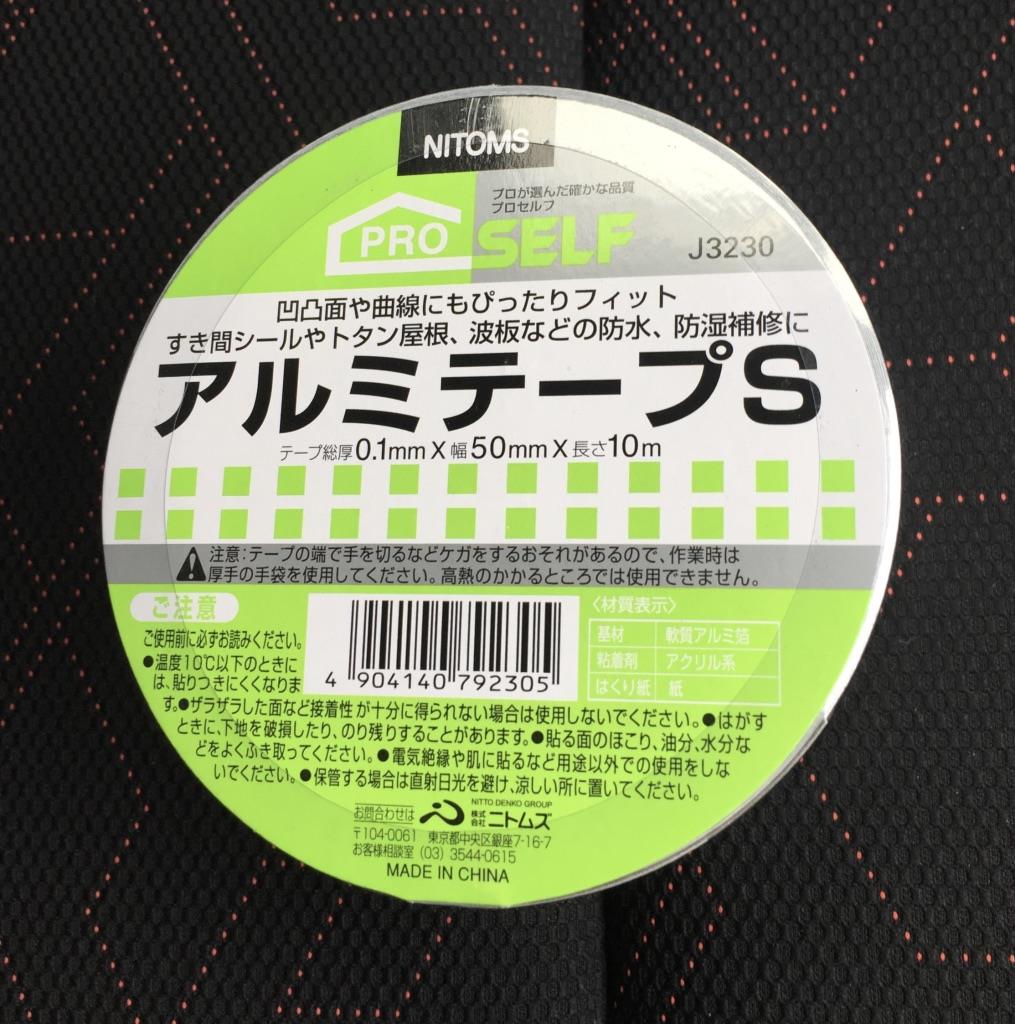 NITOMS
プロが選んだ確かな品質
プロセルフ
PRO SELF
J3230
凹凸面や曲線にもぴったりフィット
すき間シールやトタン屋根、波板などの防水、防湿補修に
アルミテープS
テープ総厚0.1mm X 幅50mm X 長さ10m
注意:テープの端で手を切るなどケガをするおそれがあるので、作業時は
厚手の手袋を使用してください。高熱のかかるところでは使用できません。
ご注意
ご使用前に必ずお読みください。
●温度10℃以下のときに
は、貼りつきにくくなりま
す。●ザラザラした面など接着性が十分に得られない場合は使用しないでください。●はがす
ときに、下地を破損したり、のり残りすることがあります。●貼る面のほこり、油分、水分な
どをよくふき取ってください。●電気絶縁や肌に貼るなど用途以外での使用をしな
いでください。●保管する場合は直射日光を避け、涼しい所に置いてください。
4 904140 792305
〈材質表示〉
基材 軟質アルミ箔
粘着剤 アクリル系
はくり紙 紙
お問合わせは
NITTO DENKO GROUP
株式会社 ニトムズ
〒104-0061 東京都中央区銀座7-16-7
お客様相談室 (03) 3544-0615
MADE IN CHINA